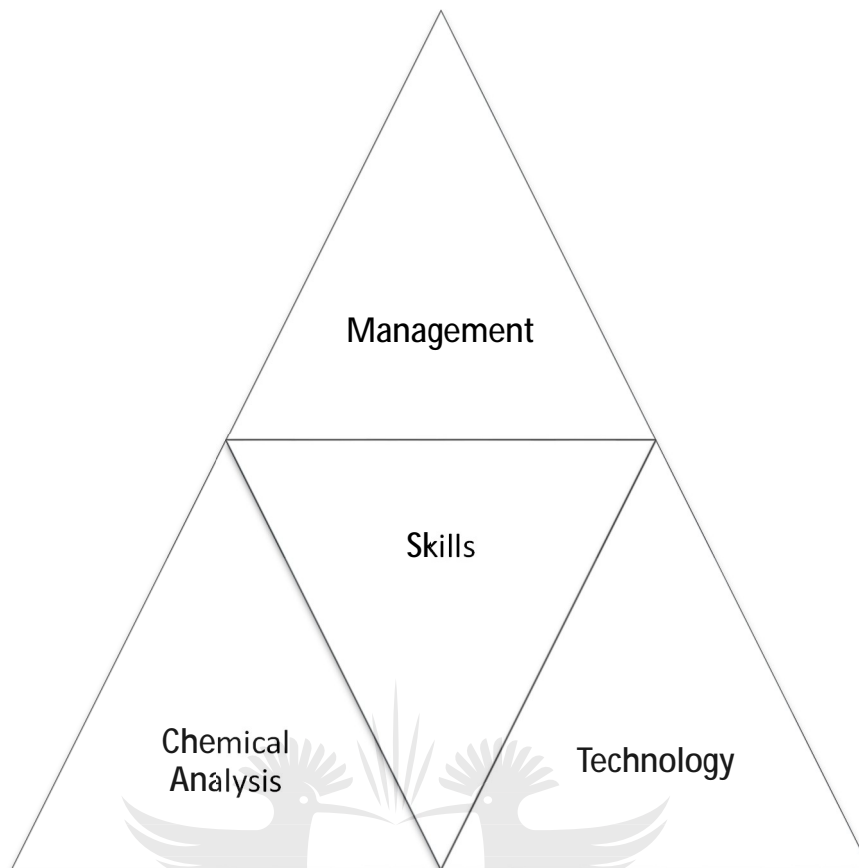 Management
Skills
Chemical
Analysis
Technology